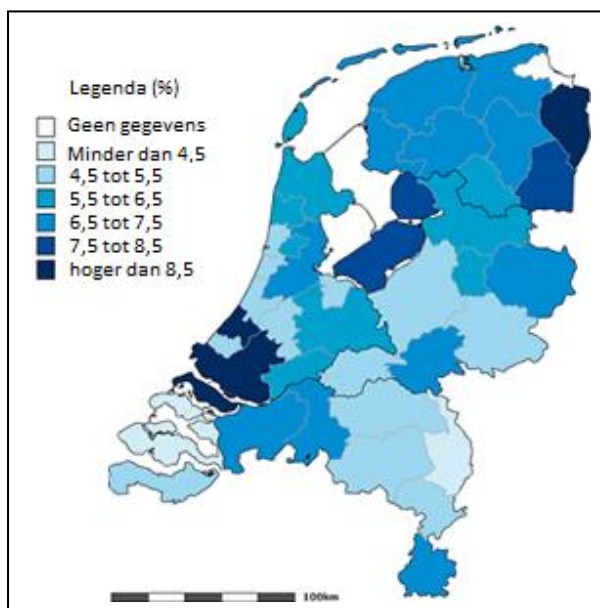 Legenda (%)
Geen gegevens
Minder dan 4,5
4,5 tot 5,5
5,5 tot 6,5
6,5 tot 7,5
7,5 tot 8,5
hoger dan 8,5
100km